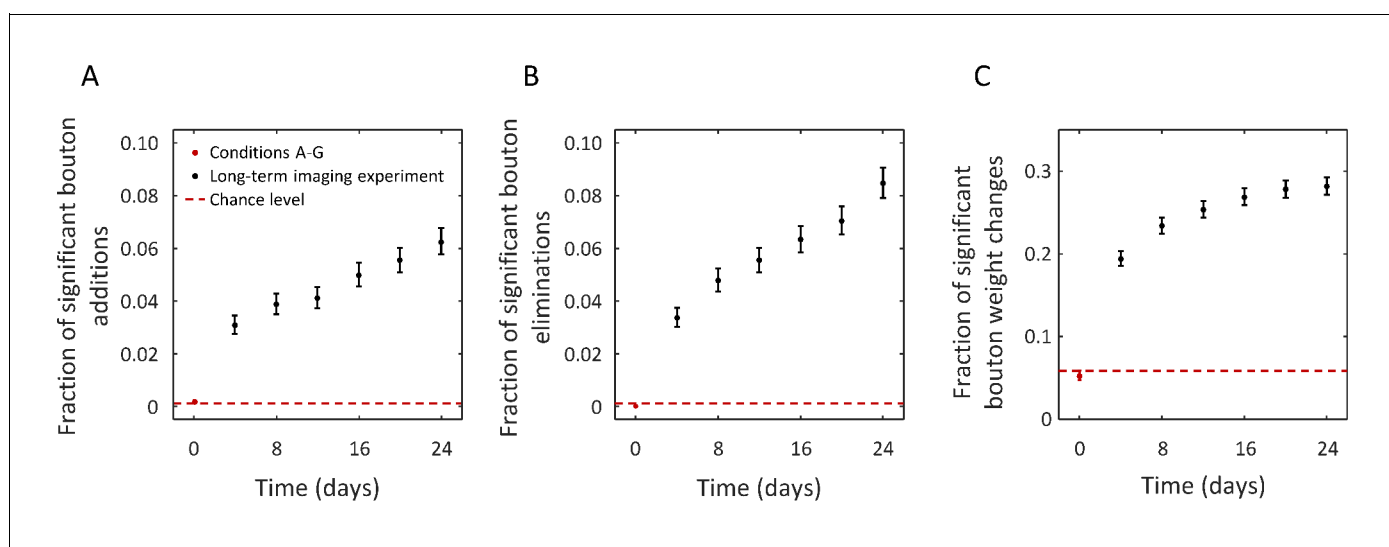 A
Fraction of significant bouton
additions
0.10
0.08
0.06
0.04
0.02
0
Conditions A-G
Long-term imaging experiment
Chance level
0
8
16
24
Time (days)
B
Fraction of significant bouton
eliminations
0.10
0.08
0.06
0.04
0.02
0
0
8
16
24
Time (days)
C
Fraction of significant
bouton weight changes
0.3
0.2
0.1
0
0
8
16
24
Time (days)